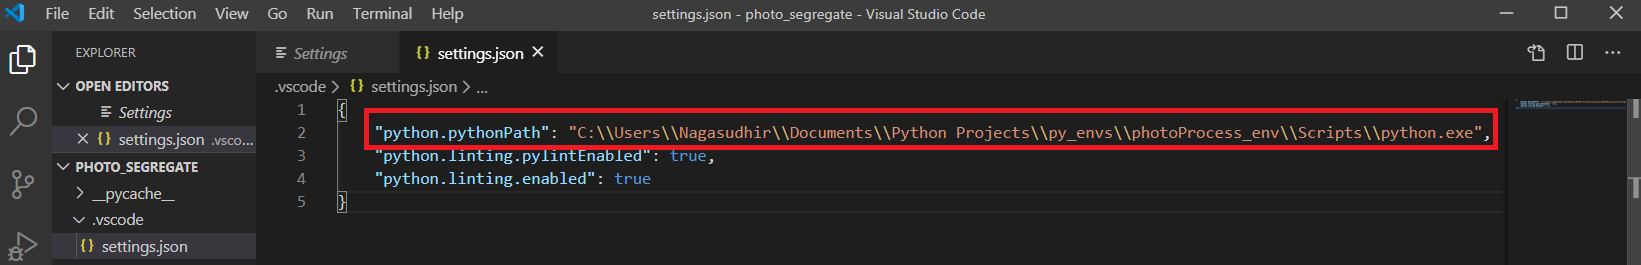 File Edit Selection View Go Run Terminal Help
settings.json - photo_segregate - Visual Studio Code
EXPLORER
OPEN EDITORS
Settings
settings.json .vsco...
PHOTO_SEGREGATE
__pycache__
.vscode
settings.json
Settings
settings.json
.vscode > settings.json > ...
1 {
2 "python.pythonPath": "C:\\Users\\Nagasudhir\\Documents\\Python Projects\\py_envs\\photoProcess_env\\Scripts\\python.exe",
3 "python.linting.pylintEnabled": true,
4 "python.linting.enabled": true
5 }